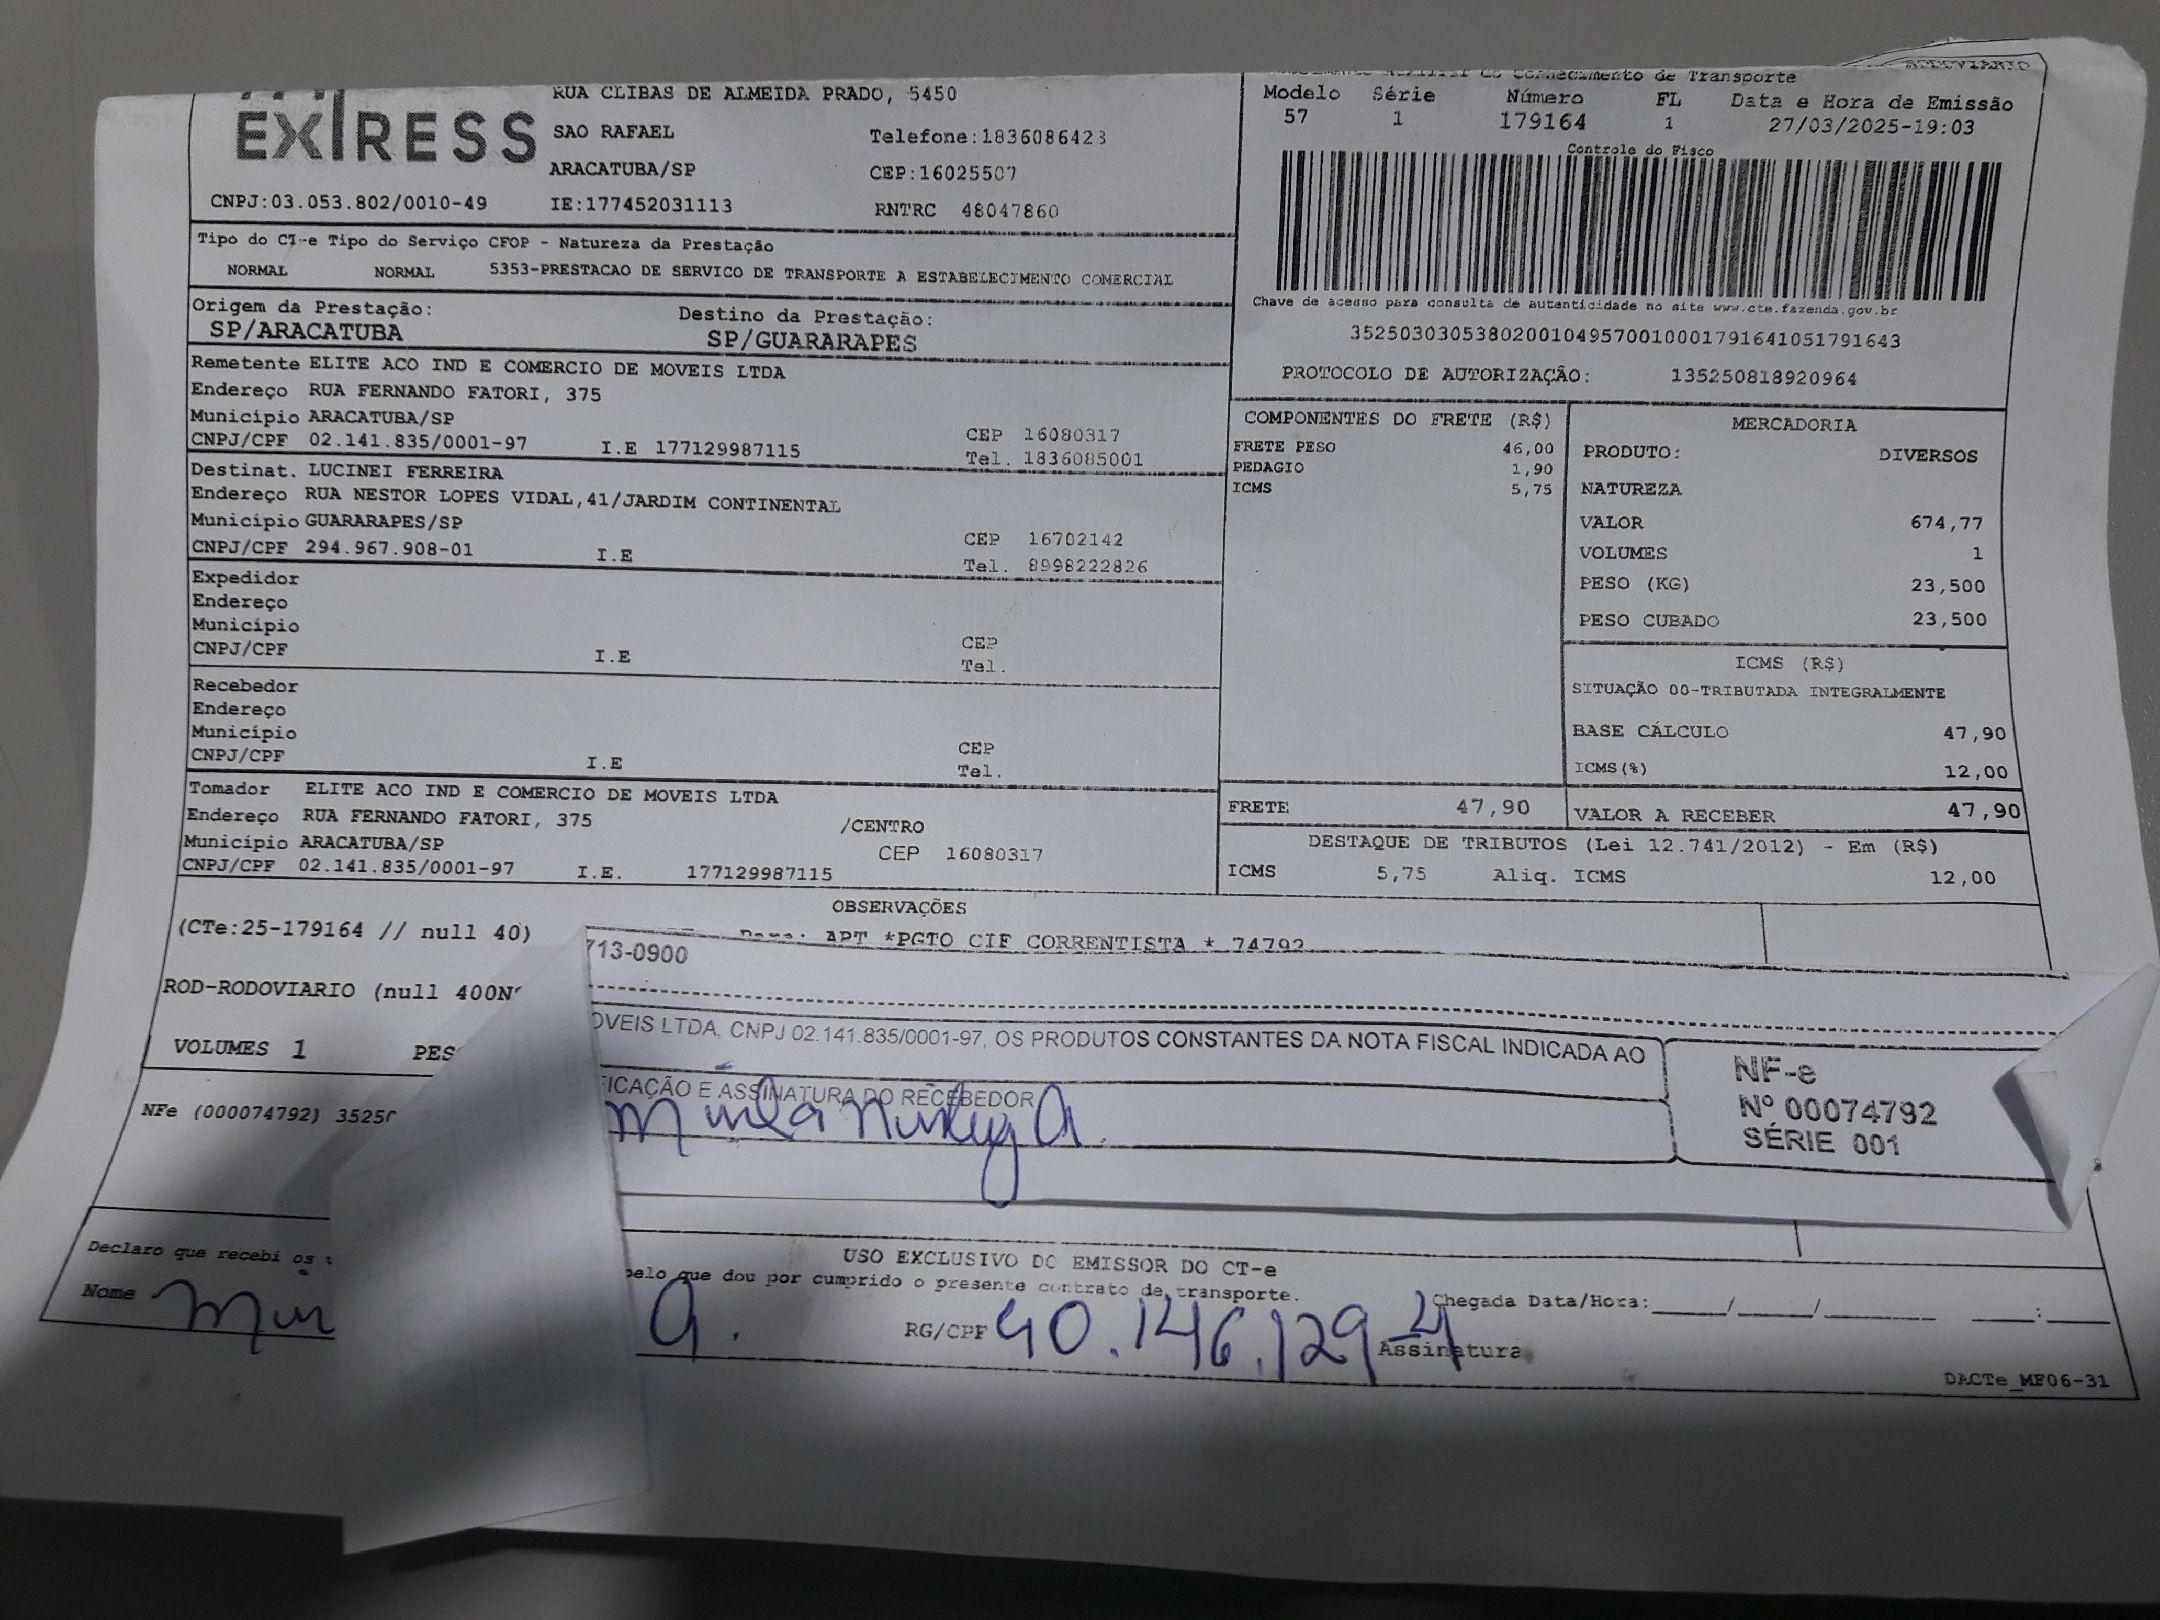 EXPRESS
RUA CLIBAS DE ALMEIDA PRADO, 5450
SAO RAFAEL
Telefone:1836086423
ARACATUBA/SP
CEP:16025507
CNPJ:03.053.802/0010-49 IE:177452031113 RNTRC 48047860
Conhecimento de Transporte
RODOVIARIO
Modelo Série Número FL Data e Hora de Emissão
57 1 179164 1 27/03/2025-19:03
Controle do Fisco
Chave de acesso para consulta de autenticidade no site www.cte.fazenda.gov.br
35250303053802001049570010001791641051791643
PROTOCOLO DE AUTORIZAÇÃO: 135250818920964
Tipo do CT-e Tipo do Serviço CFOP - Natureza da Prestação
NORMAL NORMAL 5353-PRESTACAO DE SERVICO DE TRANSPORTE A ESTABELECIMENTO COMERCIAL
Origem da Prestação: Destino da Prestação:
SP/ARACATUBA SP/GUARARAPES
Remetente ELITE ACO IND E COMERCIO DE MOVEIS LTDA
Endereço RUA FERNANDO FATORI, 375
Município ARACATUBA/SP CEP 16080317
CNPJ/CPF 02.141.835/0001-97 I.E 177129987115 Tel. 1836085001
Destinat. LUCINEI FERREIRA
Endereço RUA NESTOR LOPES VIDAL,41/JARDIM CONTINENTAL
Município GUARARAPES/SP CEP 16702142
CNPJ/CPF 294.967.908-01 I.E Tel. 8998222826
Expedidor
Endereço
Município CEP
CNPJ/CPF I.E Tel.
Recebedor
Endereço
Município CEP
CNPJ/CPF I.E Tel.
Tomador ELITE ACO IND E COMERCIO DE MOVEIS LTDA
Endereço RUA FERNANDO FATORI, 375 /CENTRO
Município ARACATUBA/SP CEP 16080317
CNPJ/CPF 02.141.835/0001-97 I.E. 177129987115
COMPONENTES DO FRETE (R$)
FRETE PESO 46,00
PEDAGIO 1,90
ICMS 5,75
MERCADORIA
PRODUTO: DIVERSOS
NATUREZA
VALOR 674,77
VOLUMES 1
PESO (KG) 23,500
PESO CUBADO 23,500
ICMS (R$)
SITUAÇÃO 00-TRIBUTADA INTEGRALMENTE
BASE CÁLCULO 47,90
ICMS(%) 12,00
FRETE 47,90 VALOR A RECEBER 47,90
DESTAQUE DE TRIBUTOS (Lei 12.741/2012) - Em (R$)
ICMS 5,75 Aliq. ICMS 12,00
OBSERVAÇÕES
(CTe:25-179164 // null 40) APT *PGTO CIF CORRENTISTA * 74792
713-0900
ROD-RODOVIARIO (null 400N
OVEIS LTDA, CNPJ 02.141.835/0001-97, OS PRODUTOS CONSTANTES DA NOTA FISCAL INDICADA AO
VOLUMES 1 PES
FICAÇÃO E ASSINATURA DO RECEBEDOR
NF-e
Nº 00074792
SÉRIE 001
NFe (000074792) 3525
USO EXCLUSIVO DO EMISSOR DO CT-e
Declaro que recebi os
pelo que dou por cumprido o presente contrato de transporte.
Nome
RG/CPF 40.146.129-4
Chegada Data/Hora:____/____/______ ____:____
Assinatura
DACTe_MF06-31